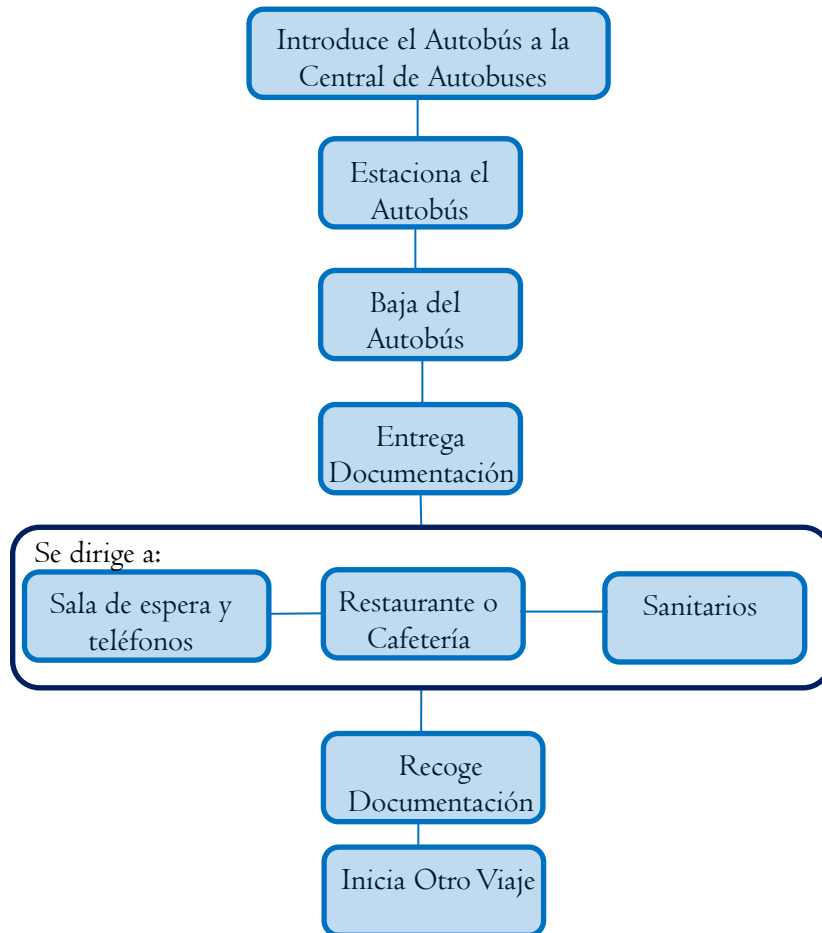 Introduce el Autobús a la
Central de Autobuses
Estaciona el
Autobús
Baja del
Autobús
Entrega
Documentación
Se dirige a:
Sala de espera y
teléfonos
Restaurante o
Cafetería
Sanitarios
Recoge
Documentación
Inicia Otro Viaje